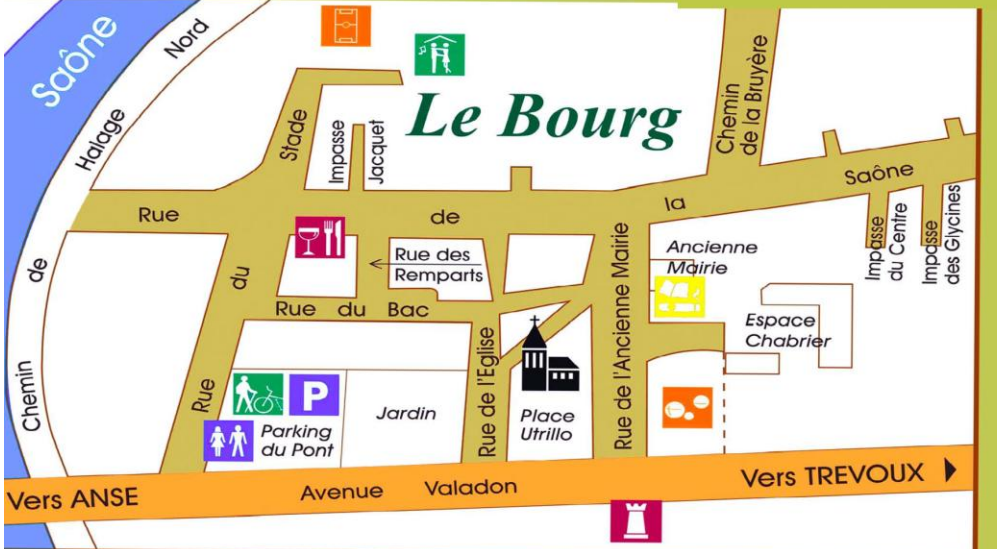 Saône
Nord
Halage
de
Chemin
Le Bourg
Stade
du
Rue
Impasse
Jacquet
Chemin
de la Bruyère
Rue de la Saône
Rue des
Remparts
Rue du Bac
Rue de l'Eglise
Rue de l'Ancienne Mairie
Ancienne
Mairie
Impasse
du Centre
Impasse
des Glycines
Espace
Chabrier
P
Parking
du Pont
Jardin
Place
Utrillo
Vers ANSE
Avenue Valadon
Vers TREVOUX